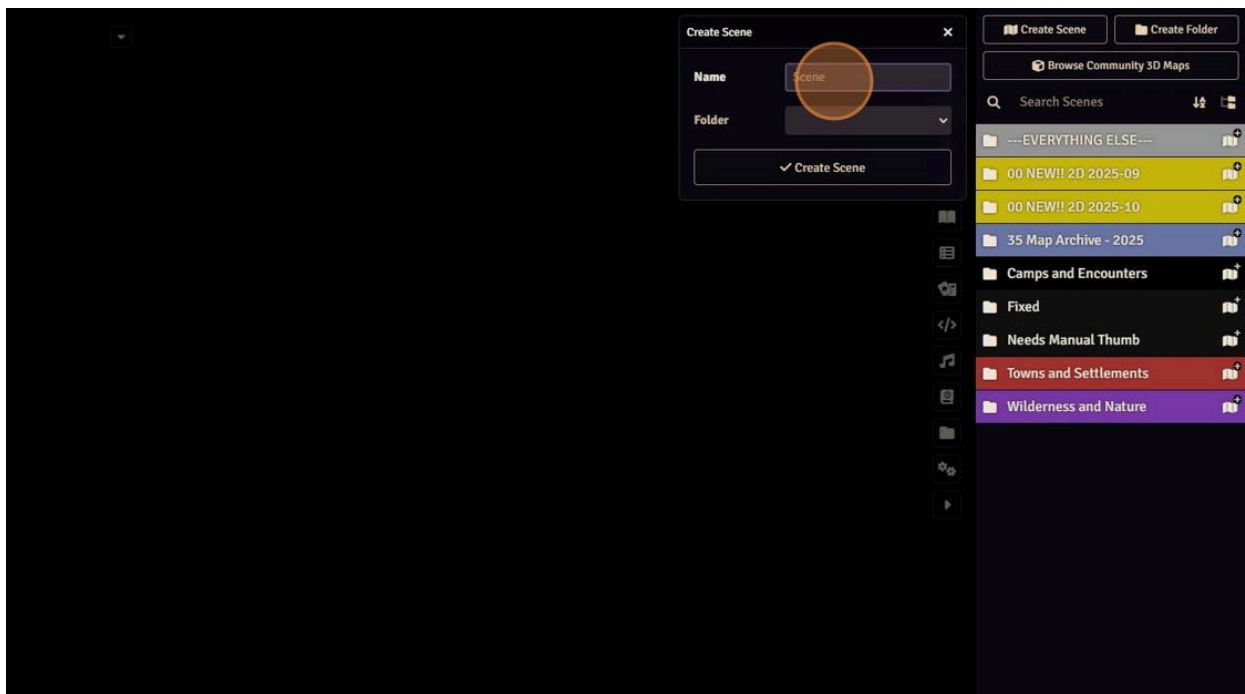 Create Scene
Name
Scene
Folder
Create Scene
Create Scene
Create Folder
Browse Community 3D Maps
Search Scenes
---EVERYTHING ELSE---
00 NEW!! 2D 2025-09
00 NEW!! 2D 2025-10
35 Map Archive - 2025
Camps and Encounters
Fixed
Needs Manual Thumb
Towns and Settlements
Wilderness and Nature